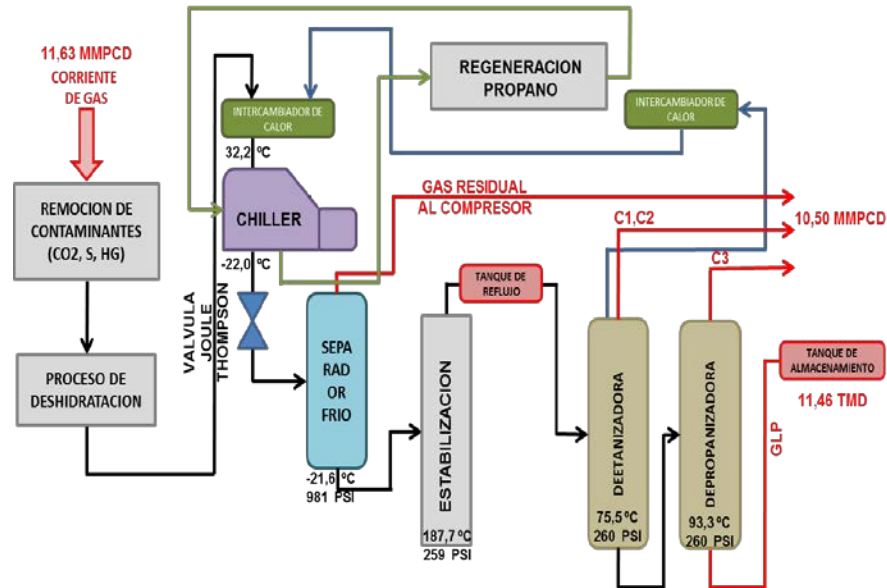 11,63 MMPCD
CORRIENTE
DE GAS
REMOCION DE
CONTAMINANTES
(CO2, S, HG)
PROCESO DE
DESHIDRATACION
VALVULA
JOULE
THOMPSON
INTERCAMBIADOR DE
CALOR
32,2 ºC
CHILLER
-22,0 ºC
REGENERACION
PROPANO
INTERCAMBIADOR DE
CALOR
GAS RESIDUAL
AL COMPRESOR
SEPA
RAD
OR
FRIO
-21,6 ºC
981 PSI
TANQUE DE
REFLUJO
ESTABILIZACION
187,7 ºC
259 PSI
C1,C2
10,50 MMPCD
C3
DEETANIZADORA
75,5 ºC
260 PSI
DEPROPANIZADORA
93,3 ºC
260 PSI
GLP
TANQUE DE
ALMACENAMIENTO
11,46 TMD